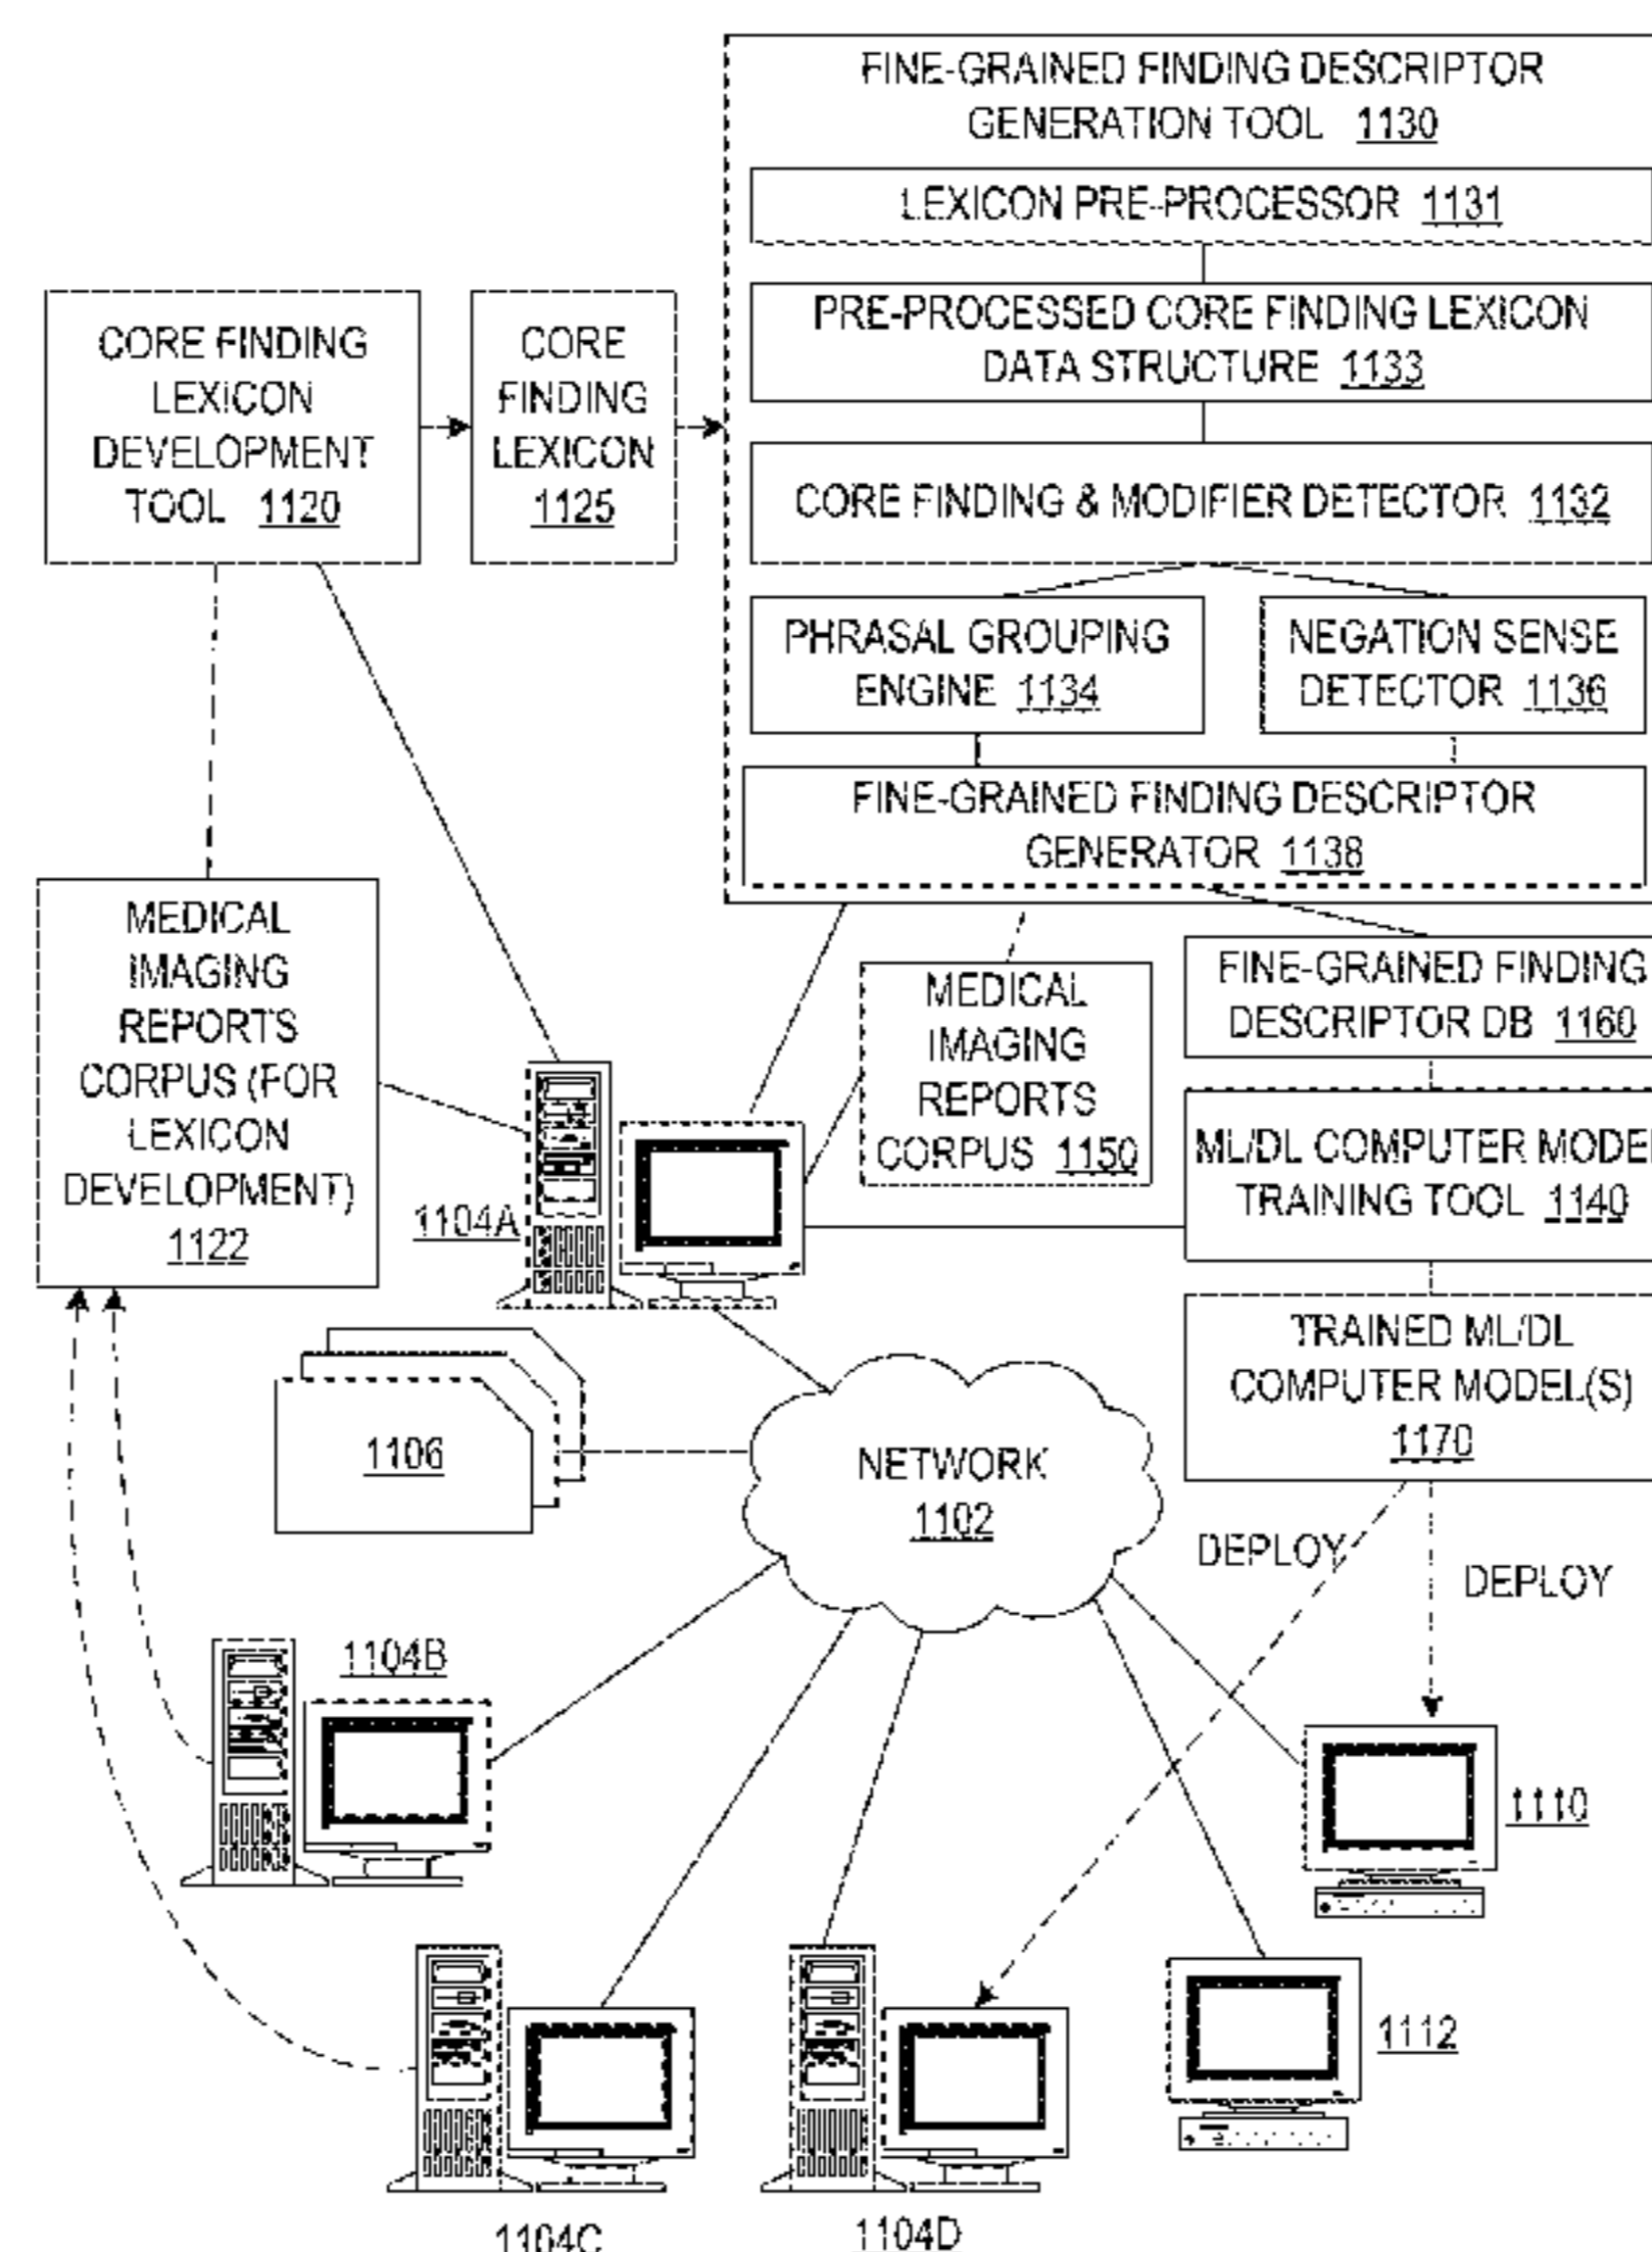 FINE-GRAINED FINDING DESCRIPTOR
GENERATION TOOL 1130
LEXICON PRE-PROCESSOR 1131
PRE-PROCESSED CORE FINDING LEXICON
DATA STRUCTURE 1133
CORE FINDING & MODIFIER DETECTOR 1132
PHRASAL GROUPING
ENGINE 1134
NEGATION SENSE
DETECTOR 1136
FINE-GRAINED FINDING DESCRIPTOR
GENERATOR 1138
CORE FINDING
LEXICON
DEVELOPMENT
TOOL 1120
CORE
FINDING
LEXICON
1125
MEDICAL
IMAGING
REPORTS
CORPUS (FOR
LEXICON
DEVELOPMENT)
1122
MEDICAL
IMAGING
REPORTS
CORPUS 1150
FINE-GRAINED FINDING
DESCRIPTOR DB 1160
ML/DL COMPUTER MODEL
TRAINING TOOL 1140
TRAINED ML/DL
COMPUTER MODEL(S)
1170
1104A
1106
NETWORK
1102
DEPLOY
DEPLOY
1104B
1110
1112
1104C
1104D